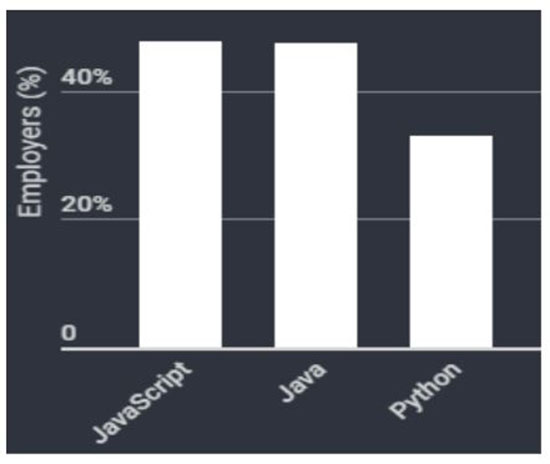 Employers (%)
40%
20%
0
JavaScript
Java
Python